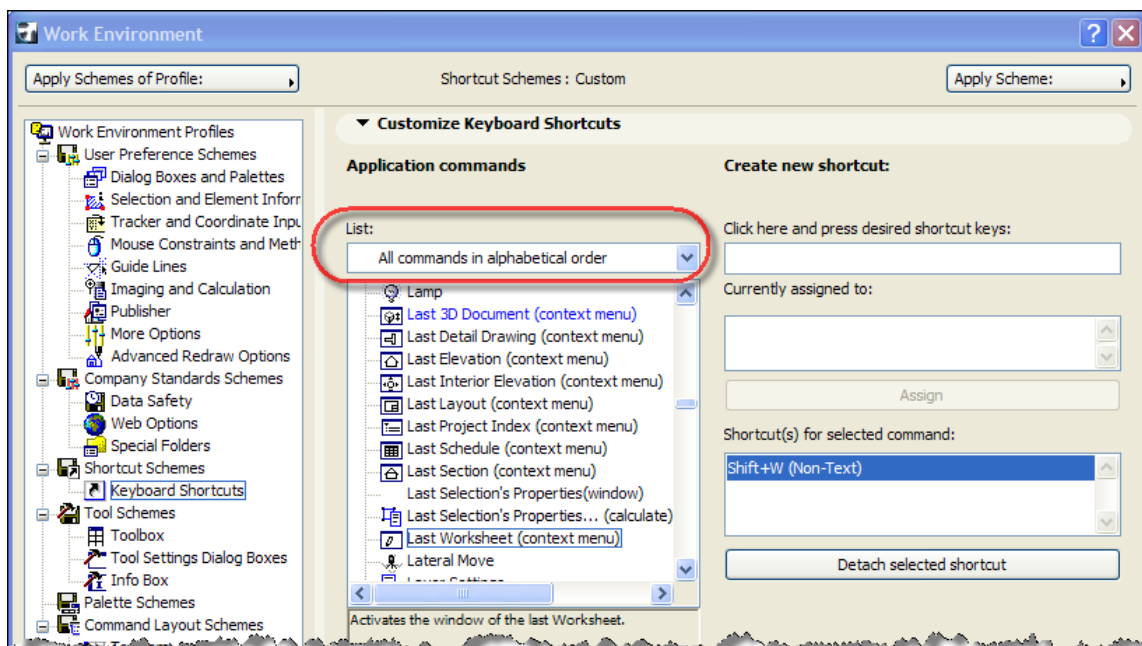 Work Environment
Apply Schemes of Profile:
Shortcut Schemes : Custom
Apply Scheme:
Work Environment Profiles
User Preference Schemes
Dialog Boxes and Palettes
Selection and Element Inforr
Tracker and Coordinate Inpu
Mouse Constraints and Meth
Guide Lines
Imaging and Calculation
Publisher
More Options
Advanced Redraw Options
Company Standards Schemes
Data Safety
Web Options
Special Folders
Shortcut Schemes
Keyboard Shortcuts
Tool Schemes
Toolbox
Tool Settings Dialog Boxes
Info Box
Palette Schemes
Command Layout Schemes
Customize Keyboard Shortcuts
Application commands
List:
All commands in alphabetical order
Lamp
Last 3D Document (context menu)
Last Detail Drawing (context menu)
Last Elevation (context menu)
Last Interior Elevation (context menu)
Last Layout (context menu)
Last Project Index (context menu)
Last Schedule (context menu)
Last Section (context menu)
Last Selection's Properties(window)
Last Selection's Properties... (calculate)
Last Worksheet (context menu)
Lateral Move
Layer Settings
Activates the window of the last Worksheet.
Create new shortcut:
Click here and press desired shortcut keys:
Currently assigned to:
Assign
Shortcut(s) for selected command:
Shift+W (Non-Text)
Detach selected shortcut